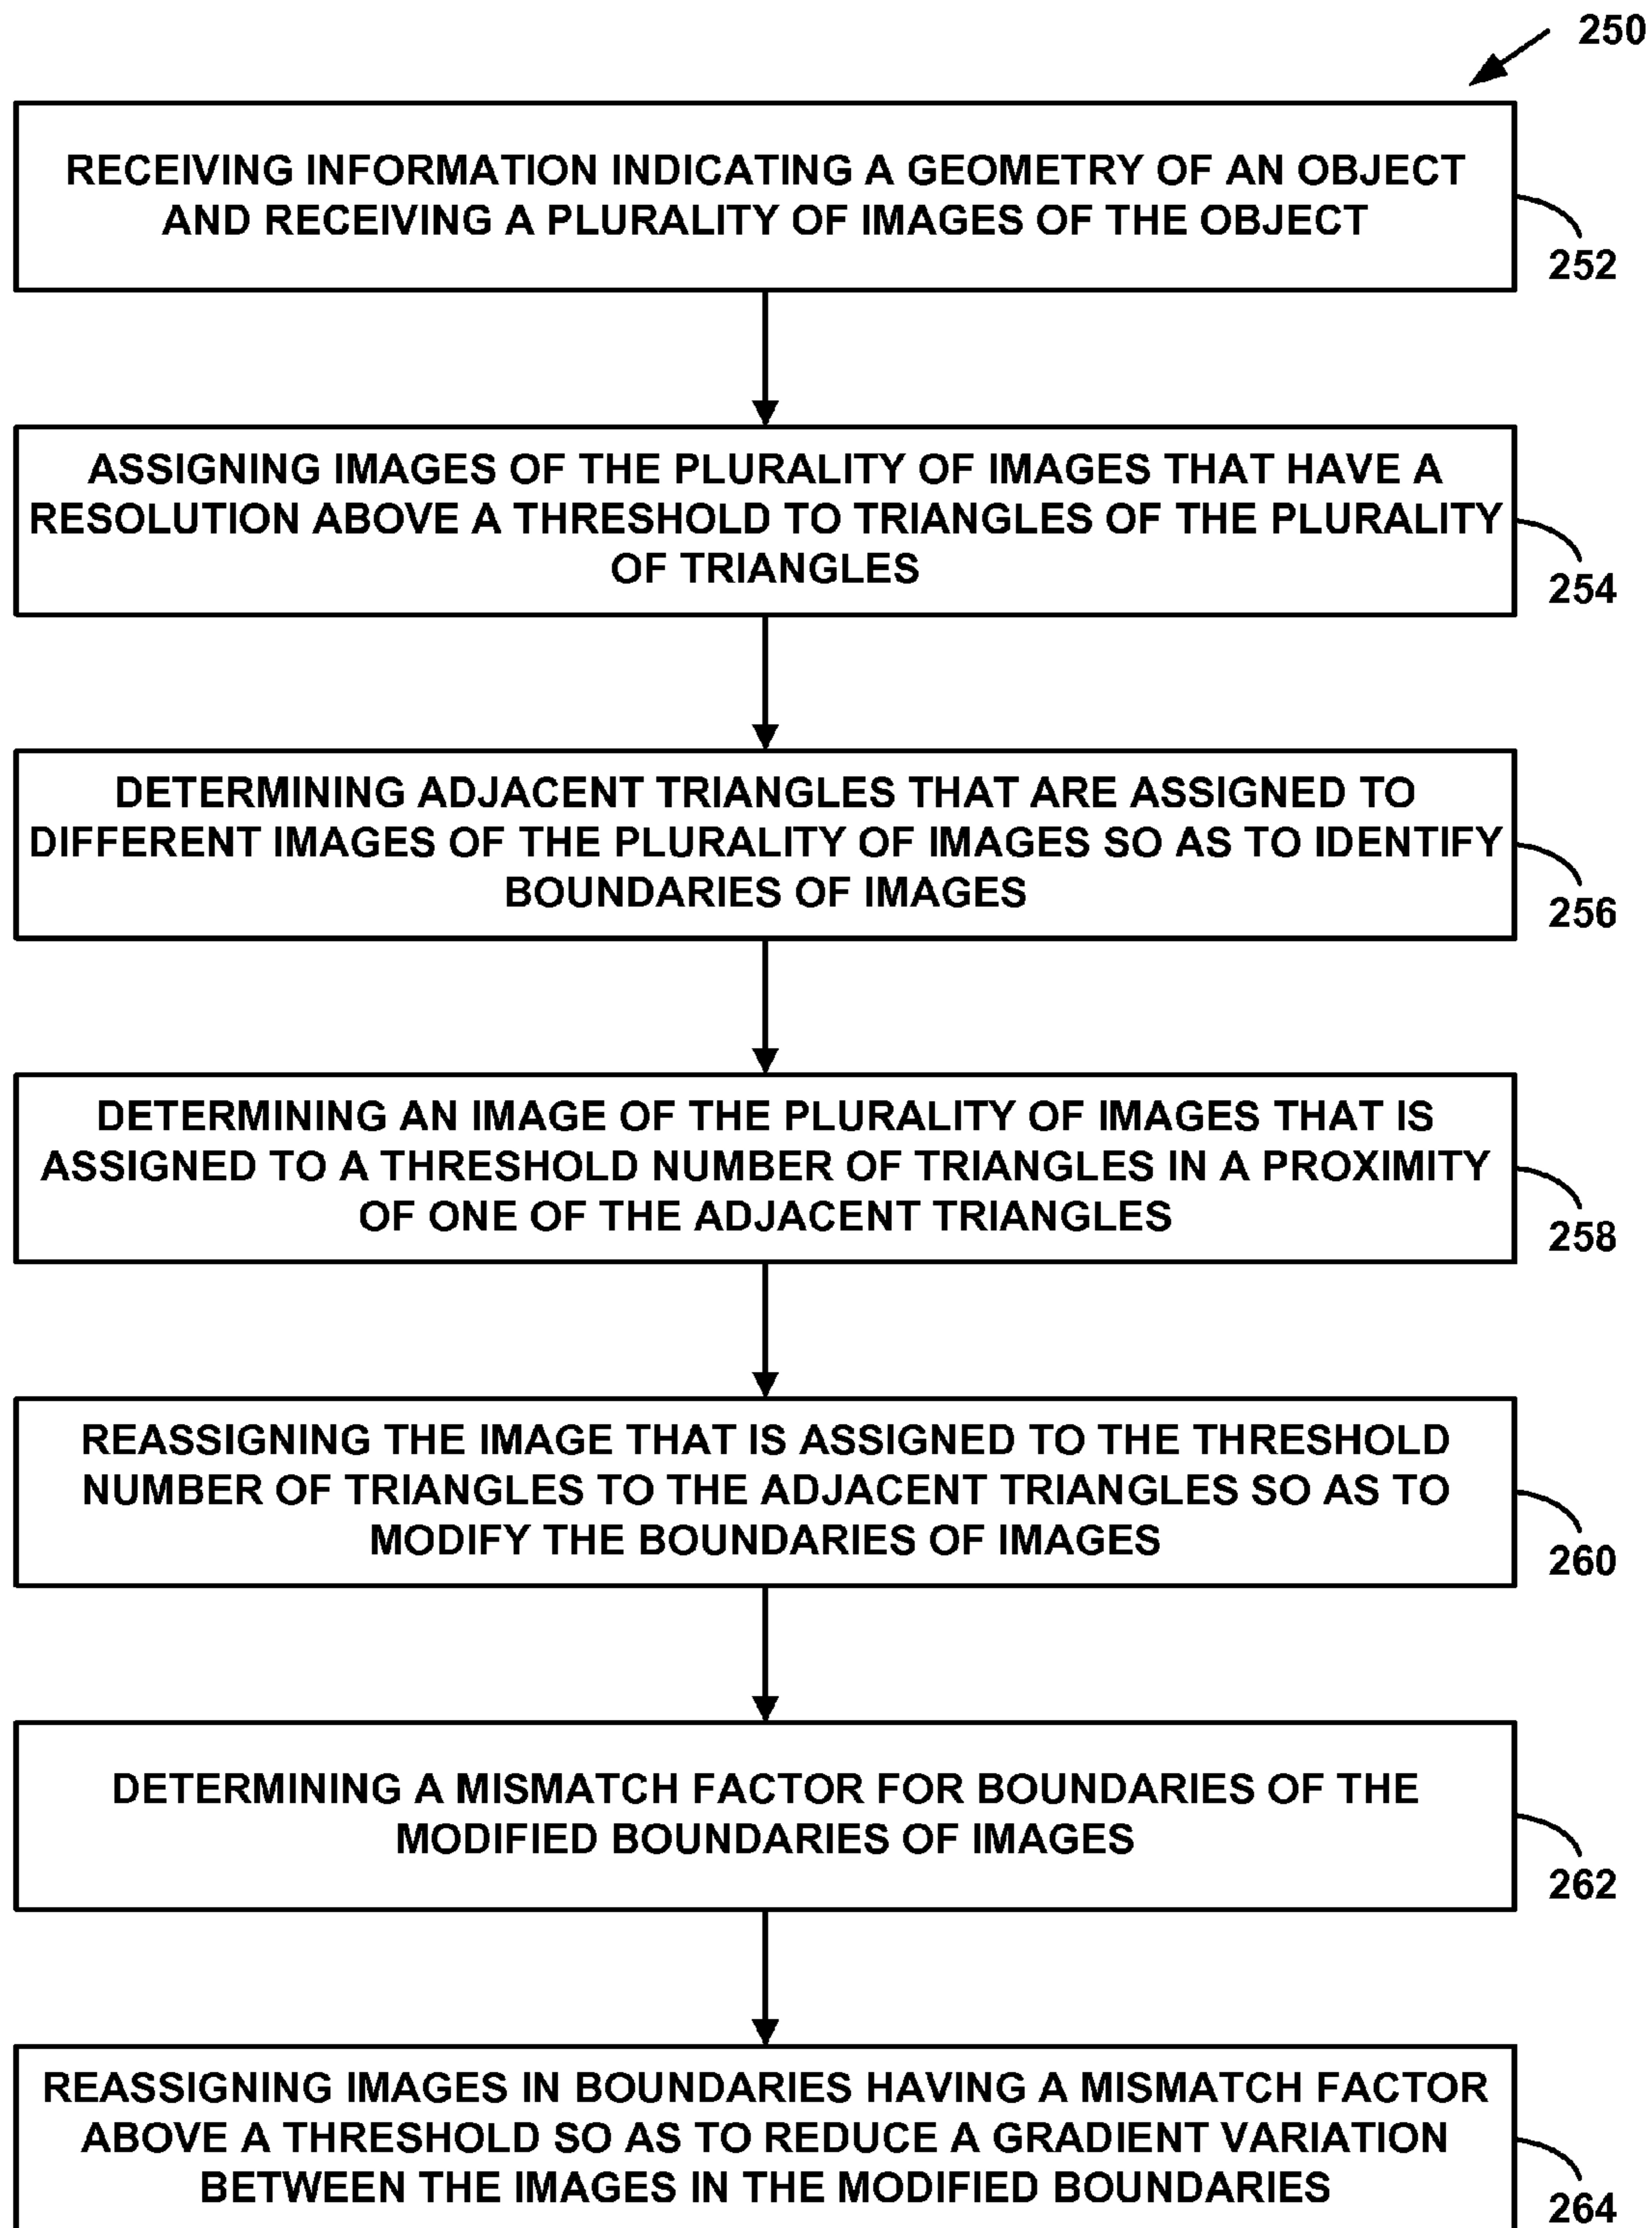 250
RECEIVING INFORMATION INDICATING A GEOMETRY OF AN OBJECT
AND RECEIVING A PLURALITY OF IMAGES OF THE OBJECT
252
ASSIGNING IMAGES OF THE PLURALITY OF IMAGES THAT HAVE A
RESOLUTION ABOVE A THRESHOLD TO TRIANGLES OF THE PLURALITY
OF TRIANGLES
254
DETERMINING ADJACENT TRIANGLES THAT ARE ASSIGNED TO
DIFFERENT IMAGES OF THE PLURALITY OF IMAGES SO AS TO IDENTIFY
BOUNDARIES OF IMAGES
256
DETERMINING AN IMAGE OF THE PLURALITY OF IMAGES THAT IS
ASSIGNED TO A THRESHOLD NUMBER OF TRIANGLES IN A PROXIMITY
OF ONE OF THE ADJACENT TRIANGLES
258
REASSIGNING THE IMAGE THAT IS ASSIGNED TO THE THRESHOLD
NUMBER OF TRIANGLES TO THE ADJACENT TRIANGLES SO AS TO
MODIFY THE BOUNDARIES OF IMAGES
260
DETERMINING A MISMATCH FACTOR FOR BOUNDARIES OF THE
MODIFIED BOUNDARIES OF IMAGES
262
REASSIGNING IMAGES IN BOUNDARIES HAVING A MISMATCH FACTOR
ABOVE A THRESHOLD SO AS TO REDUCE A GRADIENT VARIATION
BETWEEN THE IMAGES IN THE MODIFIED BOUNDARIES
264